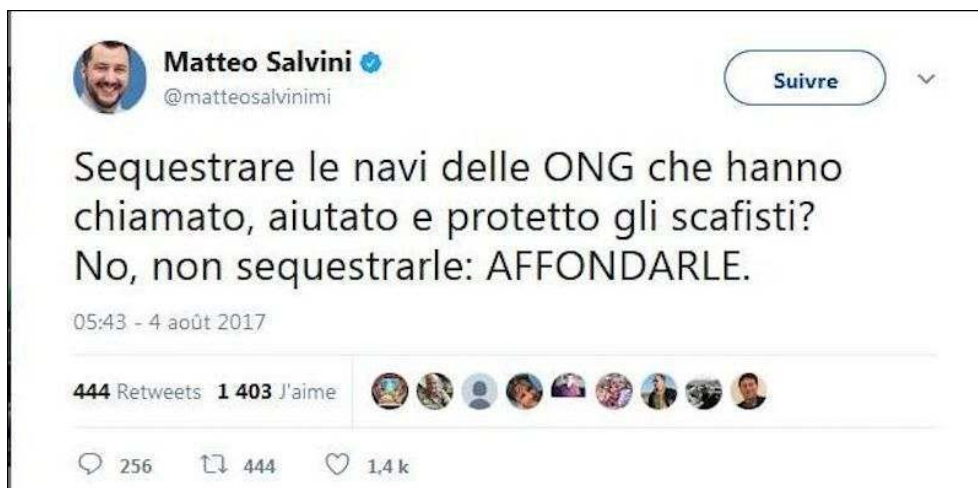 Matteo Salvini
@matteosalvinimi
Suivre
Sequestrare le navi delle ONG che hanno
chiamato, aiutato e protetto gli scafisti?
No, non sequestrarle: AFFONDARLE.
05:43 - 4 août 2017
444 Retweets 1 403 J'aime
256 444 1,4 k